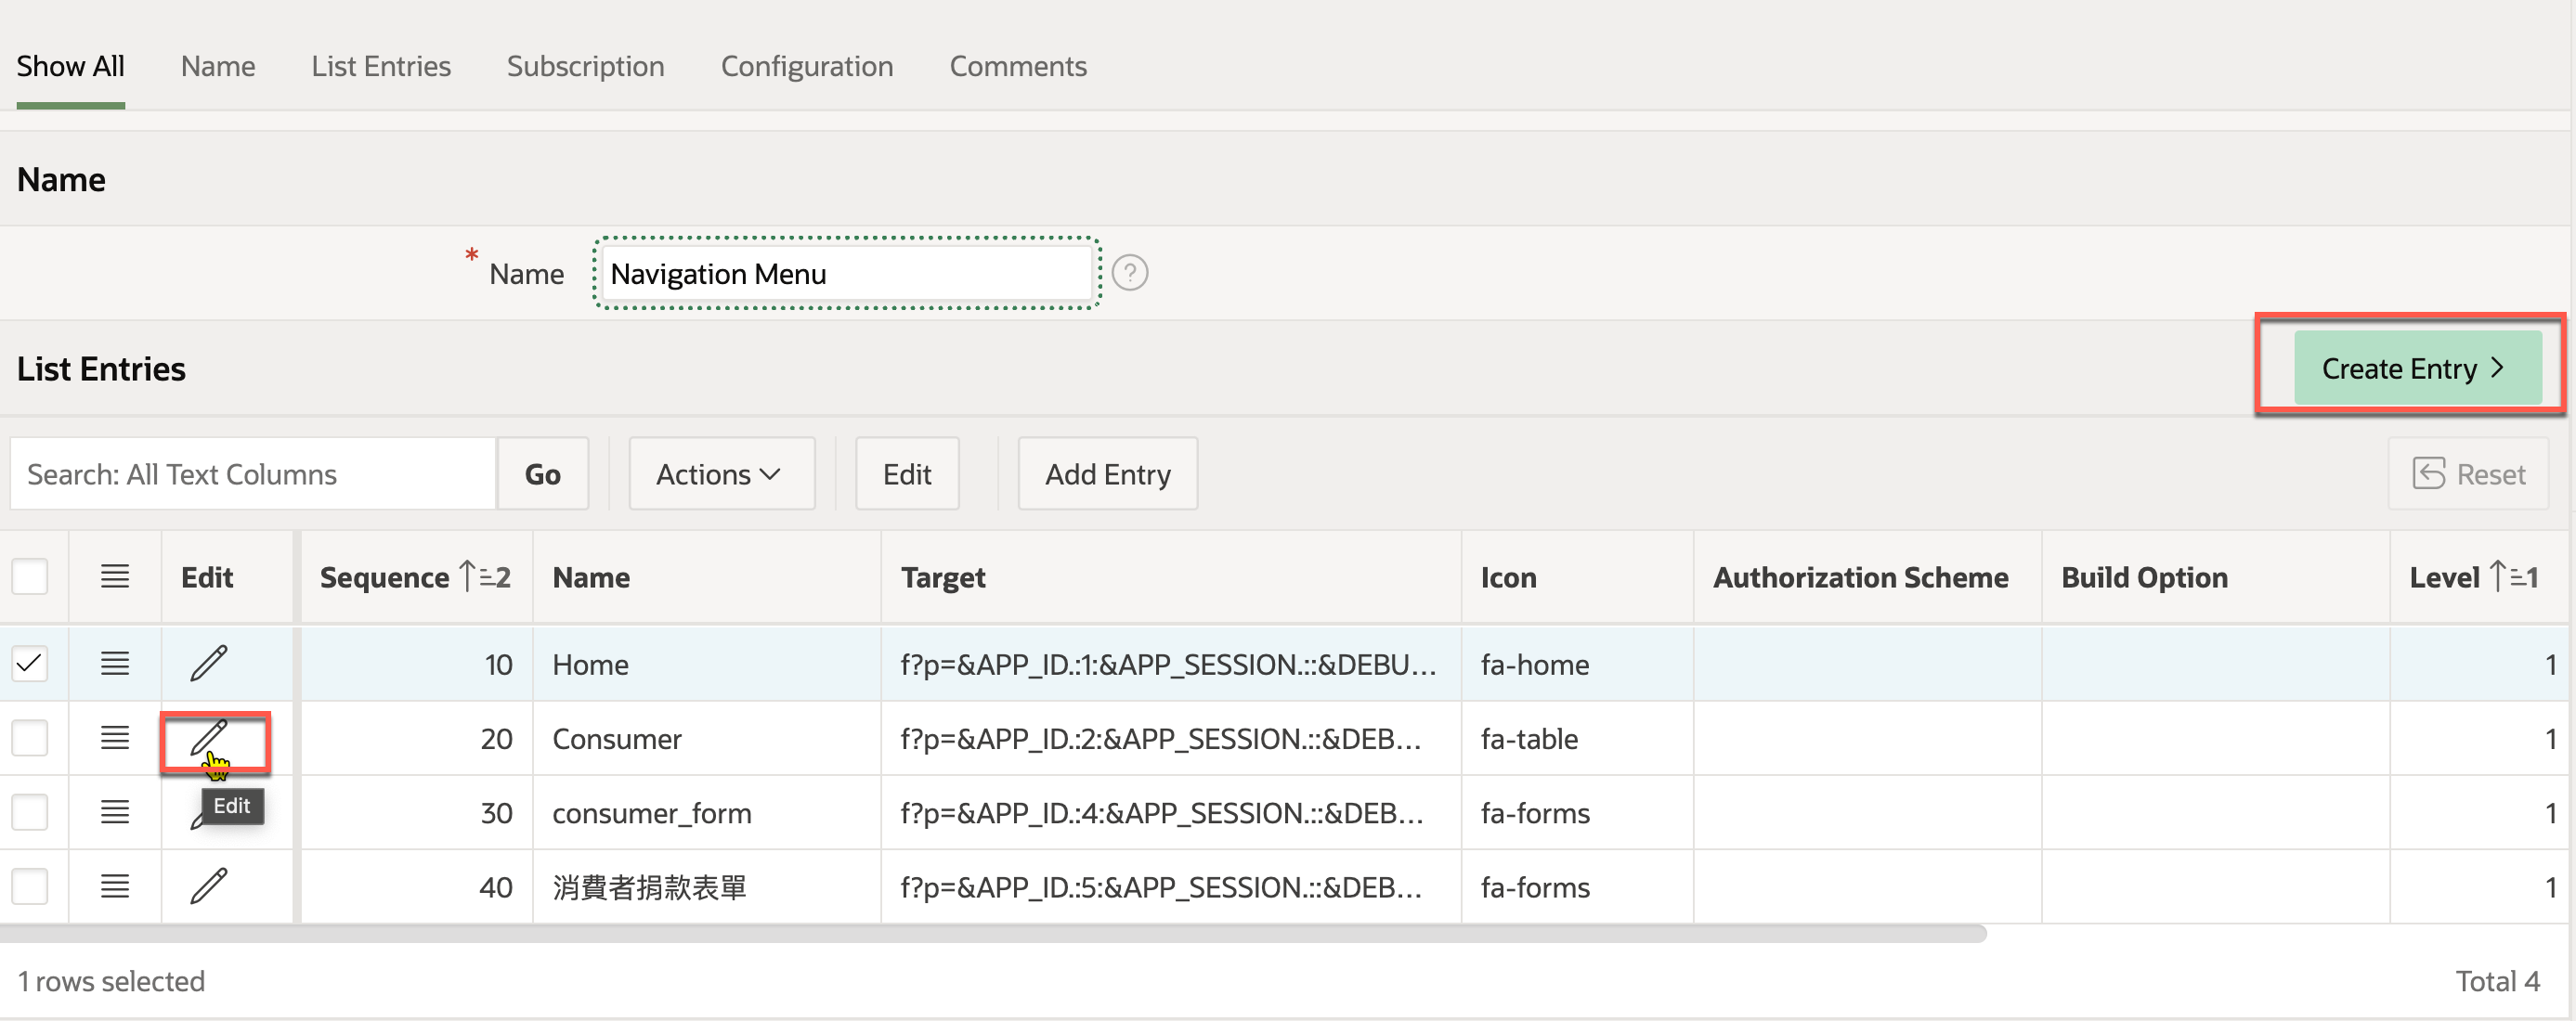 Show All Name List Entries Subscription Configuration Comments
Name
* Name Navigation Menu ?
List Entries Create Entry >
Search: All Text Columns Go Actions Edit Add Entry Reset
Edit Sequence 2 Name Target Icon Authorization Scheme Build Option Level 1
10 Home f?p=&APP_ID.:1:&APP_SESSION.::&DEBU... fa-home 1
20 Consumer f?p=&APP_ID.:2:&APP_SESSION.::&DEB... fa-table 1
Edit
30 consumer_form f?p=&APP_ID.:4:&APP_SESSION.::&DEB... fa-forms 1
40 消費者捐款表單 f?p=&APP_ID.:5:&APP_SESSION.::&DEB... fa-forms 1
1 rows selected Total 4